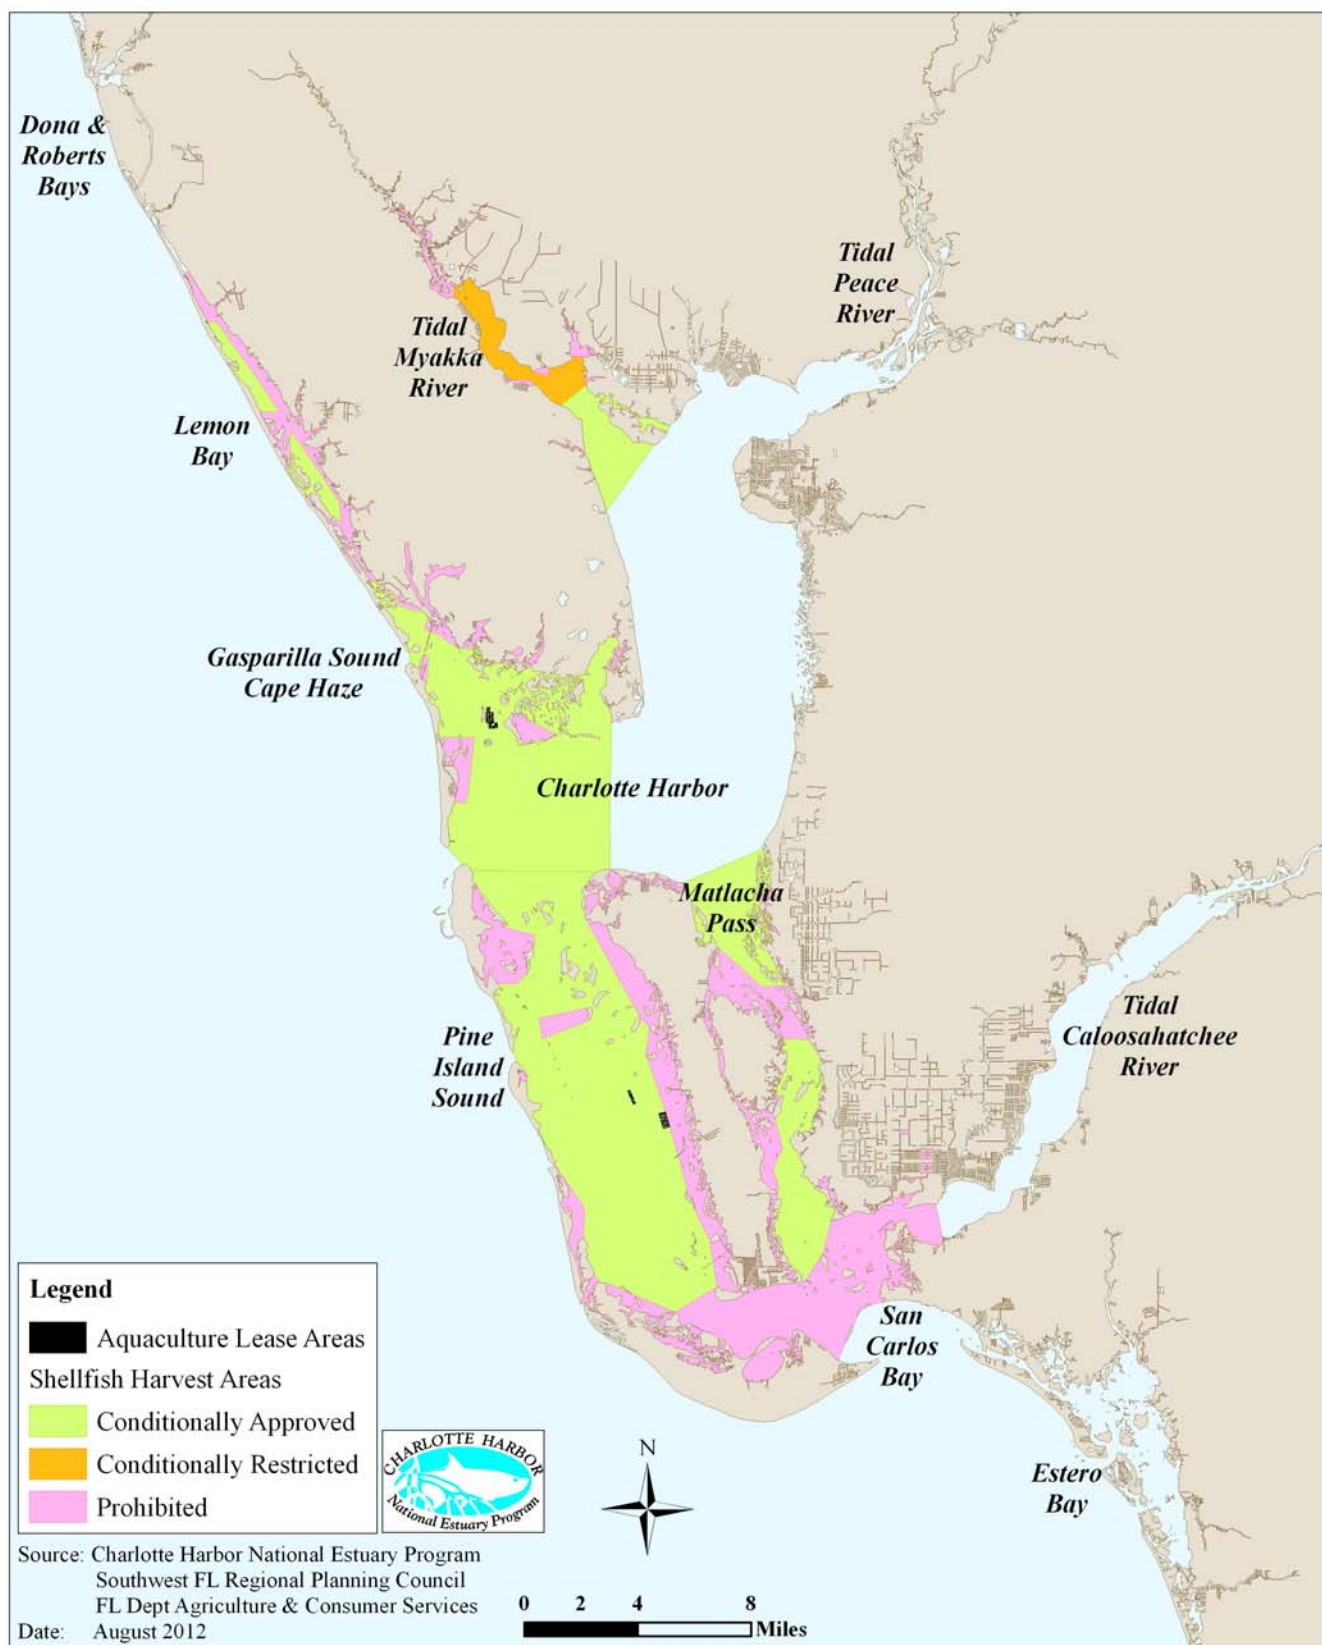 Dona &
Roberts
Bays
Tidal
Peace
River
Tidal
Myakka
River
Lemon
Bay
Gasparilla Sound
Cape Haze
Charlotte Harbor
Matlacha
Pass
Pine
Island
Sound
Tidal
Caloosahatchee
River
San
Carlos
Bay
Estero
Bay
Legend
Aquaculture Lease Areas
Shellfish Harvest Areas
Conditionally Approved
Conditionally Restricted
Prohibited
CHARLOTTE HARBOR
National Estuary Program
N
Source: Charlotte Harbor National Estuary Program
Southwest FL Regional Planning Council
FL Dept Agriculture & Consumer Services
Date: August 2012
0 2 4 8
Miles